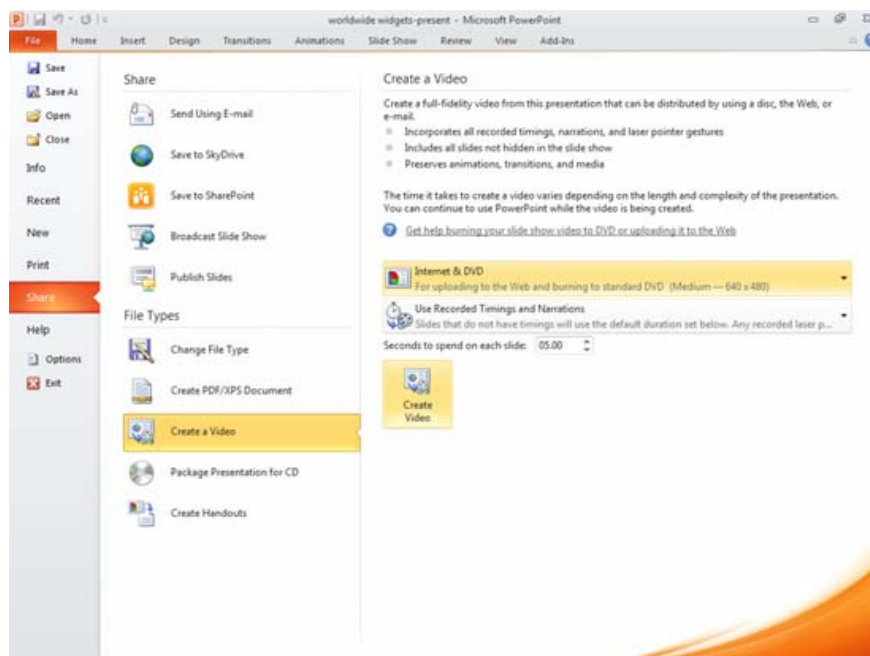 worldwide widgets-present - Microsoft PowerPoint
File Home Insert Design Transitions Animations Slide Show Review View Add-Ins
Save
Save As
Open
Close
Info
Recent
New
Print
Share
Help
Options
Exit
Share
Send Using E-mail
Save to SkyDrive
Save to SharePoint
Broadcast Slide Show
Publish Slides
File Types
Change File Type
Create PDF/XPS Document
Create a Video
Package Presentation for CD
Create Handouts
Create a Video
Create a full-fidelity video from this presentation that can be distributed by using a disc, the Web, or
e-mail.
Incorporates all recorded timings, narrations, and laser pointer gestures
Includes all slides not hidden in the slide show
Preserves animations, transitions, and media
The time it takes to create a video varies depending on the length and complexity of the presentation.
You can continue to use PowerPoint while the video is being created.
Get help burning your slide show video to DVD or uploading it to the Web
Internet & DVD
For uploading to the Web and burning to standard DVD (Medium — 640 x 480)
Use Recorded Timings and Narrations
Slides that do not have timings will use the default duration set below. Any recorded laser p...
Seconds to spend on each slide: 05.00
Create
Video